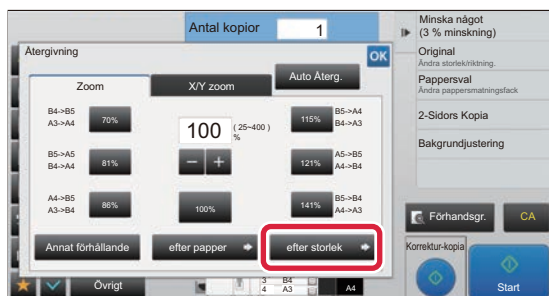 Antal kopior 1
Återgivning
OK
Zoom
X/Y zoom
Auto Återg.
B4->B5
A3->A4
70%
100
( 25~400 )
%
115%
B5->A4
B4->A3
B5->A5
B4->A4
81%
121%
A5->B5
B4->A4
A4->B5
A3->B4
86%
100%
141%
B5->B4
A4->A3
Annat förhållande
efter papper
efter storlek
Övrigt
3 B4
4 A3
A4
Minska något
(3 % minskning)
Original
Ändra storlek/riktning.
Pappersval
Ändra pappersmatningsfack
2-Sidors Kopia
Bakgrundjustering
Förhandsgr.
CA
Korrektur-kopia
Start